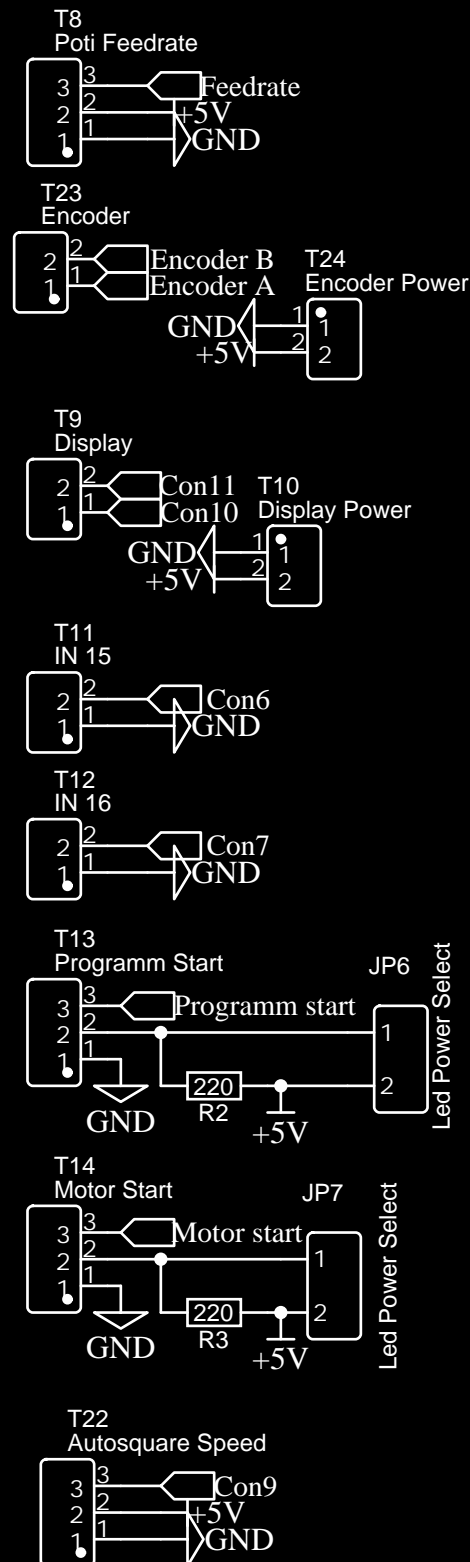 T8
Poti Feedrate
3 3 Feedrate
2 2 +5V
1 1 GND
T23
Encoder
2 2 Encoder B
1 1 Encoder A
T24
Encoder Power
GND 1 1
+5V 2 2
T9
Display
2 2 Con11
1 1 Con10
T10
Display Power
GND 1 1
+5V 2 2
T11
IN 15
2 2 Con6
1 1 GND
T12
IN 16
2 2 Con7
1 1 GND
T13
Programm Start
JP6
3 3 Programm start
2 2 1
1 1 220 2
GND R2 +5V
Led Power Select
T14
Motor Start
JP7
3 3 Motor start
2 2 1
1 1 220 2
GND R3 +5V
Led Power Select
T22
Autosquare Speed
3 3 Con9
2 2 +5V
1 1 GND